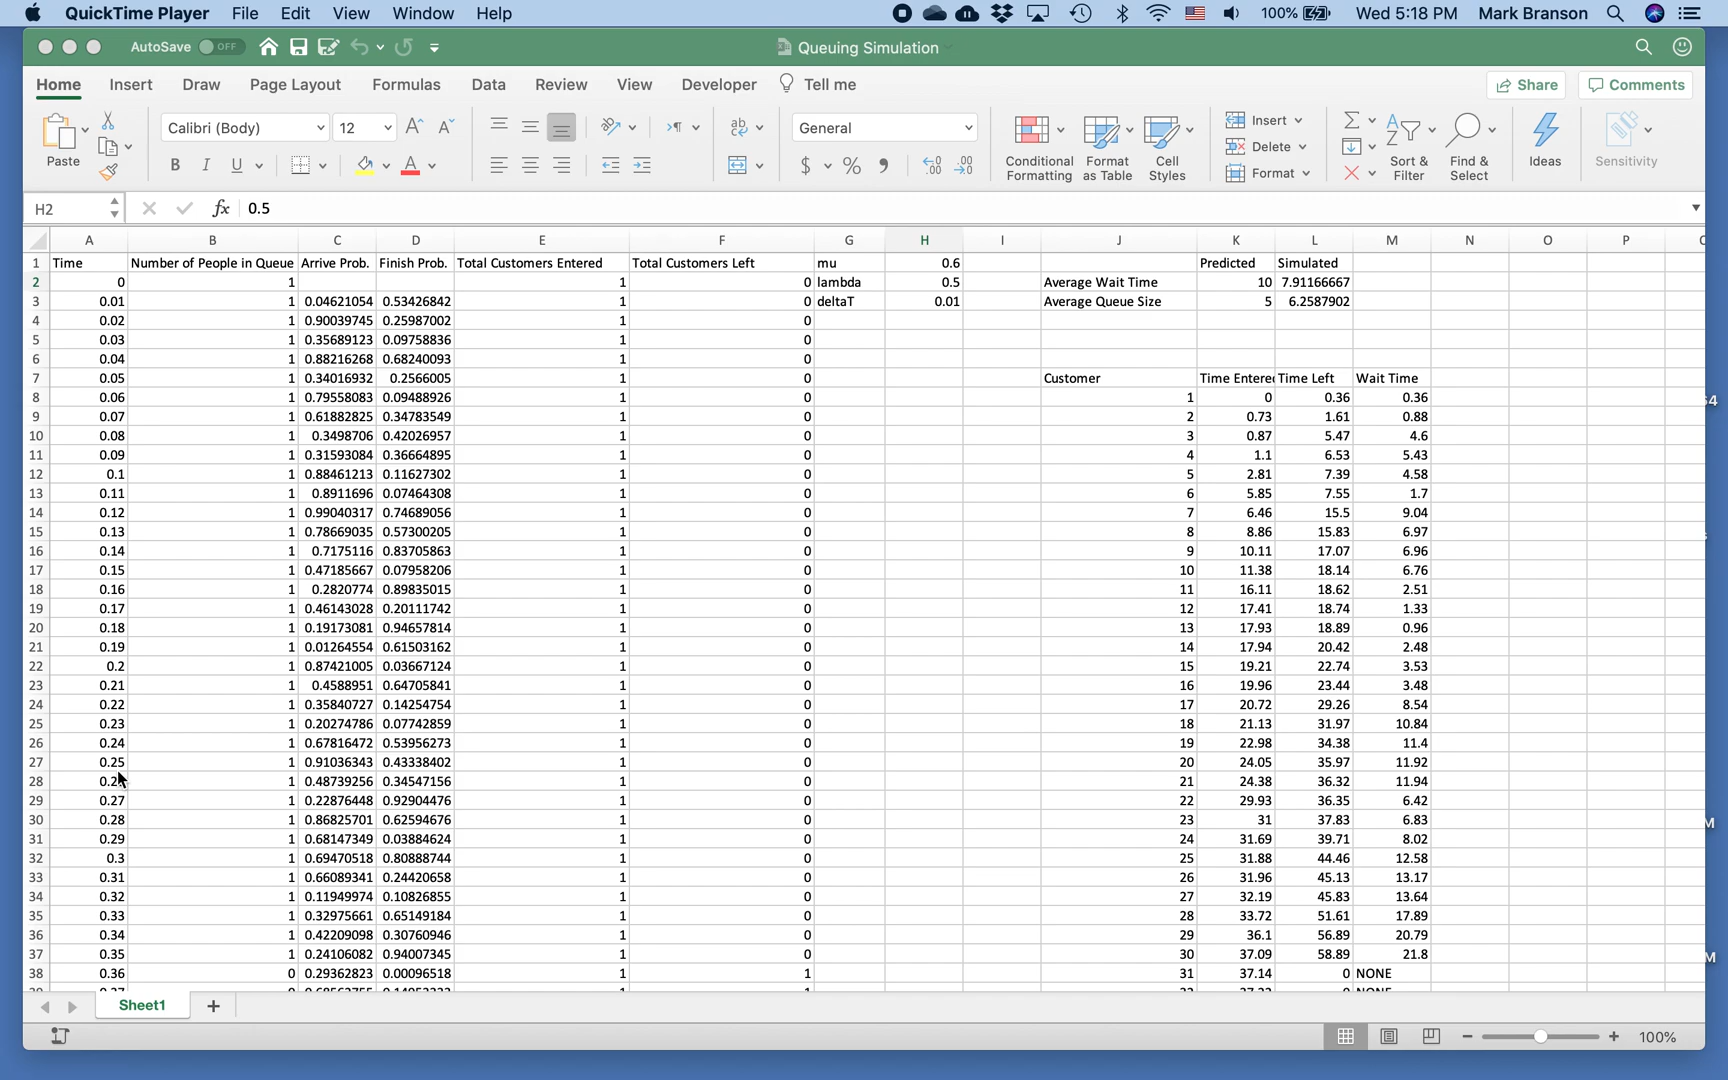 QuickTime Player File Edit View Window Help 100% Wed 5:18 PM Mark Branson
AutoSave OFF Queuing Simulation
Home Insert Draw Page Layout Formulas Data Review View Developer Tell me Share Comments
Paste Calibri (Body) 12 General Conditional Formatting Format as Table Cell Styles Insert Delete Format Sort & Filter Find & Select Ideas Sensitivity
H2 fx 0.5
A B C D E F G H I J K L M N O P
1 Time Number of People in Queue Arrive Prob. Finish Prob. Total Customers Entered Total Customers Left mu 0.6 Predicted Simulated
2 0 1 1 0 lambda 0.5 Average Wait Time 10 7.91166667
3 0.01 1 0.04621054 0.53426842 1 0 deltaT 0.01 Average Queue Size 5 6.2587902
4 0.02 1 0.90039745 0.25987002 1 0
5 0.03 1 0.35689123 0.09758836 1 0
6 0.04 1 0.88216268 0.68240093 1 0
7 0.05 1 0.34016932 0.2566005 1 0 Customer Time Entered Time Left Wait Time
8 0.06 1 0.79558083 0.09488926 1 0 1 0 0.36 0.36
9 0.07 1 0.61882825 0.34783549 1 0 2 0.73 1.61 0.88
10 0.08 1 0.3498706 0.42026957 1 0 3 0.87 5.47 4.6
11 0.09 1 0.31593084 0.36664895 1 0 4 1.1 6.53 5.43
12 0.1 1 0.88461213 0.11627302 1 0 5 2.81 7.39 4.58
13 0.11 1 0.8911696 0.07464308 1 0 6 5.85 7.55 1.7
14 0.12 1 0.99040317 0.74689056 1 0 7 6.46 15.5 9.04
15 0.13 1 0.78669035 0.57300205 1 0 8 8.86 15.83 6.97
16 0.14 1 0.7175116 0.83705863 1 0 9 10.11 17.07 6.96
17 0.15 1 0.47185667 0.07958206 1 0 10 11.38 18.14 6.76
18 0.16 1 0.2820774 0.89835015 1 0 11 16.11 18.62 2.51
19 0.17 1 0.46143028 0.20111742 1 0 12 17.41 18.74 1.33
20 0.18 1 0.19173081 0.94657814 1 0 13 17.93 18.89 0.96
21 0.19 1 0.01264554 0.61503162 1 0 14 17.94 20.42 2.48
22 0.2 1 0.87421005 0.03667124 1 0 15 19.21 22.74 3.53
23 0.21 1 0.4588951 0.64705841 1 0 16 19.96 23.44 3.48
24 0.22 1 0.35840727 0.14254754 1 0 17 20.72 29.26 8.54
25 0.23 1 0.20274786 0.07742859 1 0 18 21.13 31.97 10.84
26 0.24 1 0.67816472 0.53956273 1 0 19 22.98 34.38 11.4
27 0.25 1 0.91036343 0.43338402 1 0 20 24.05 35.97 11.92
28 1 0.48739256 0.34547156 1 0 21 24.38 36.32 11.94
29 0.27 1 0.22876448 0.92904476 1 0 22 29.93 36.35 6.42
30 0.28 1 0.86825701 0.62594676 1 0 23 31 37.83 6.83
31 0.29 1 0.68147349 0.03884624 1 0 24 31.69 39.71 8.02
32 0.3 1 0.69470518 0.80888744 1 0 25 31.88 44.46 12.58
33 0.31 1 0.66089341 0.24420658 1 0 26 31.96 45.13 13.17
34 0.32 1 0.11949974 0.10826855 1 0 27 32.19 45.83 13.64
35 0.33 1 0.32975661 0.65149184 1 0 28 33.72 51.61 17.89
36 0.34 1 0.42209098 0.30760946 1 0 29 36.1 56.89 20.79
37 0.35 1 0.24106082 0.94007345 1 0 30 37.09 58.89 21.8
38 0.36 0 0.29362823 0.00096518 1 1 31 37.14 0 NONE
Sheet1
100%